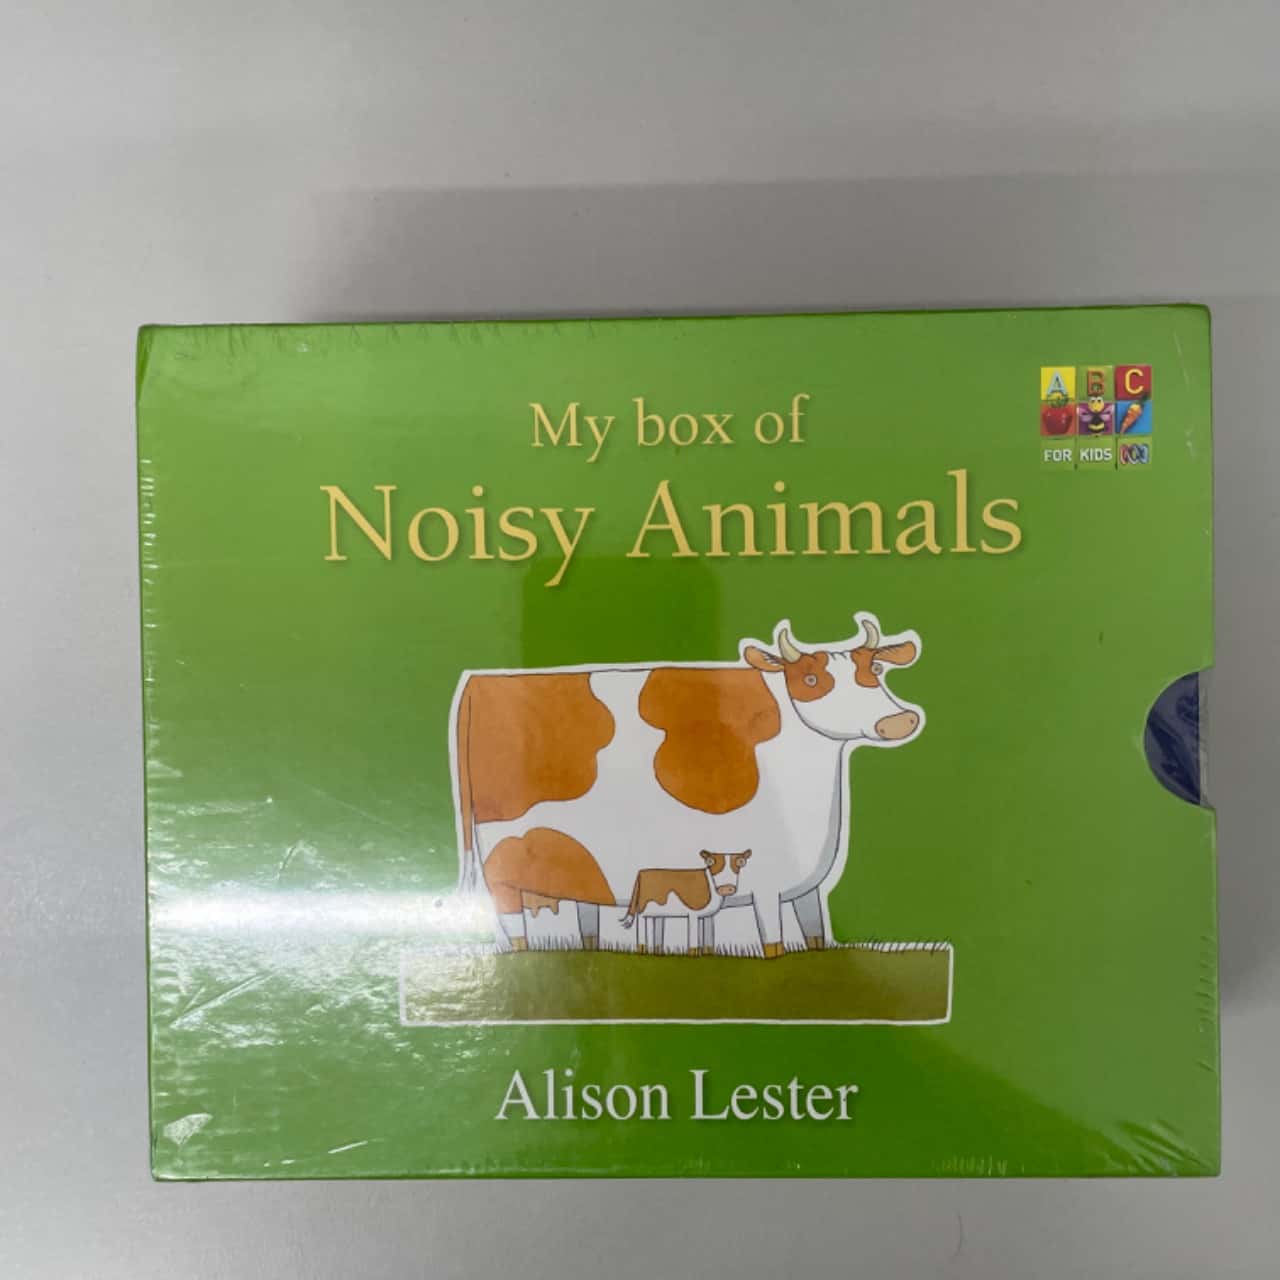 My box of
Noisy Animals
A B C
FOR KIDS
Alison Lester